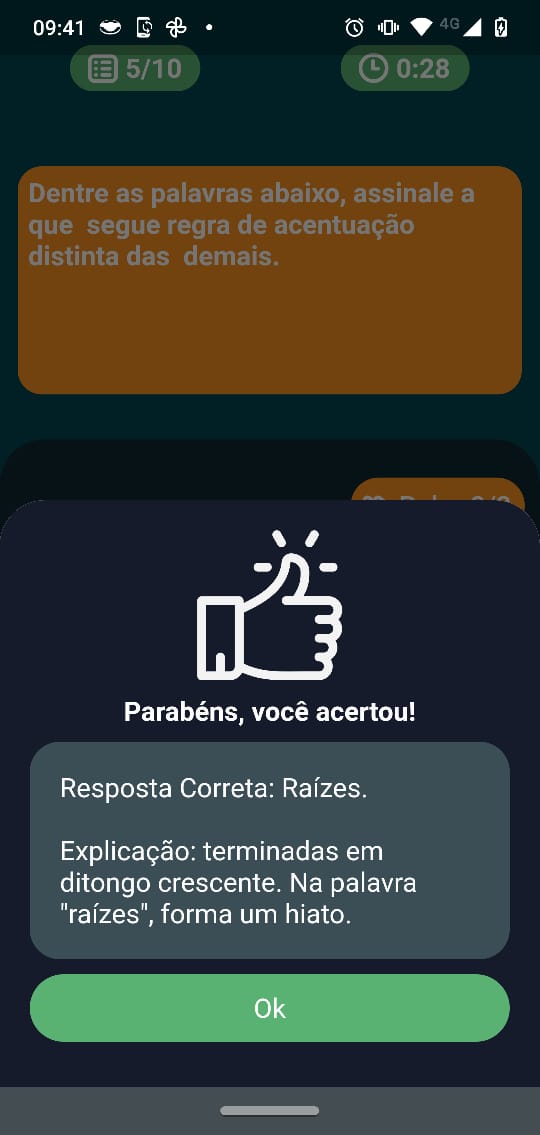 09:41 4G
5/10 0:28
Dentre as palavras abaixo, assinale a
que segue regra de acentuação
distinta das demais.
Parabéns, você acertou!
Resposta Correta: Raízes.
Explicação: terminadas em
ditongo crescente. Na palavra
"raízes", forma um hiato.
Ok